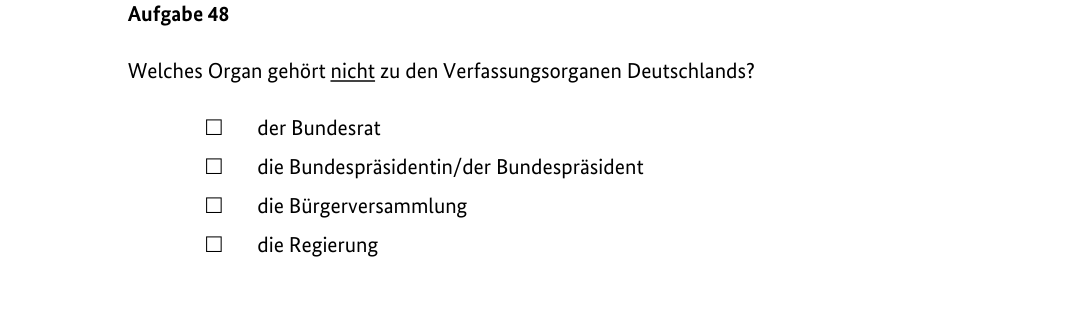 Aufgabe 48
Welches Organ gehört nicht zu den Verfassungsorganen Deutschlands?
☐ der Bundesrat
☐ die Bundespräsidentin/der Bundespräsident
☐ die Bürgerversammlung
☐ die Regierung